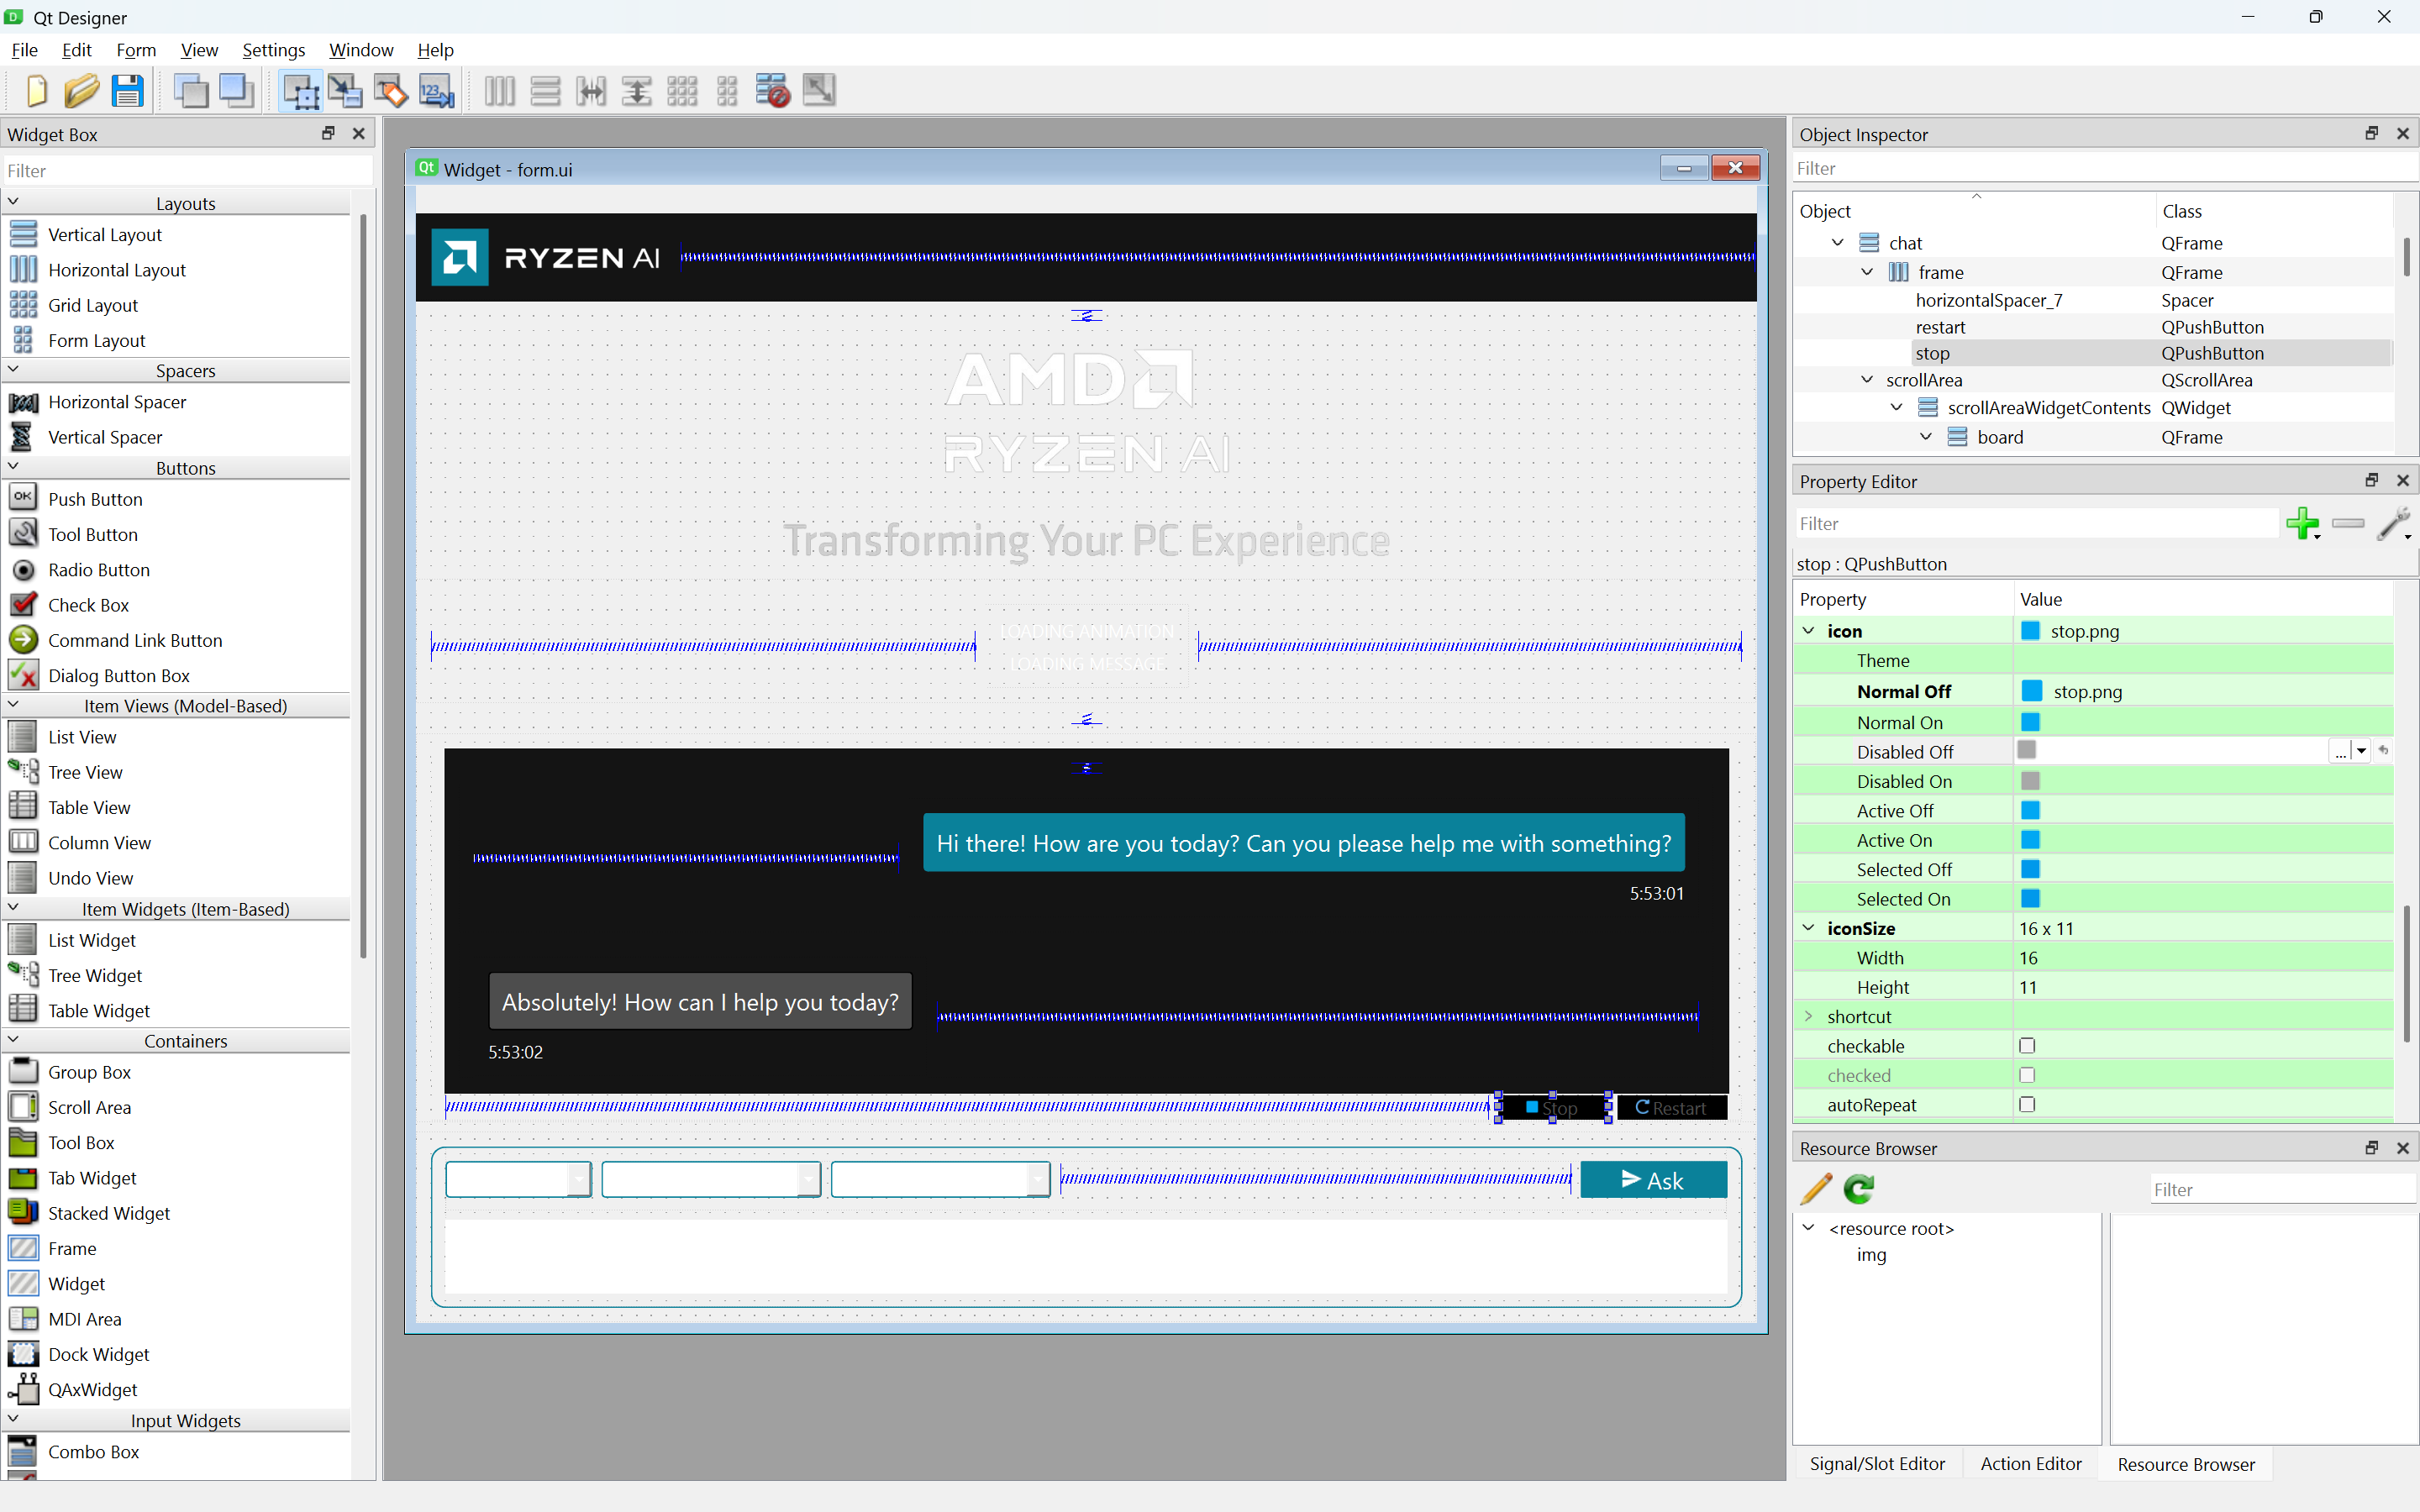 Qt Designer
File Edit Form View Settings Window Help
Widget Box
Filter
Layouts
Vertical Layout
Horizontal Layout
Grid Layout
Form Layout
Spacers
Horizontal Spacer
Vertical Spacer
Buttons
Push Button
Tool Button
Radio Button
Check Box
Command Link Button
Dialog Button Box
Item Views (Model-Based)
List View
Tree View
Table View
Column View
Undo View
Item Widgets (Item-Based)
List Widget
Tree Widget
Table Widget
Containers
Group Box
Scroll Area
Tool Box
Tab Widget
Stacked Widget
Frame
Widget
MDI Area
Dock Widget
QAxWidget
Input Widgets
Combo Box
Widget - form.ui
RYZEN AI
AMD
RYZEN AI
Transforming Your PC Experience
LOADING ANIMATION
LOADING MESSAGE
Hi there! How are you today? Can you please help me with something?
5:53:01
Absolutely! How can I help you today?
5:53:02
Stop Restart
Ask
Object Inspector
Filter
Object Class
chat QFrame
frame QFrame
horizontalSpacer_7 Spacer
restart QPushButton
stop QPushButton
scrollArea QScrollArea
scrollAreaWidgetContents QWidget
board QFrame
Property Editor
Filter
stop : QPushButton
Property Value
icon stop.png
Theme
Normal Off stop.png
Normal On
Disabled Off ...
Disabled On
Active Off
Active On
Selected Off
Selected On
iconSize 16 x 11
Width 16
Height 11
shortcut
checkable
checked
autoRepeat
Resource Browser
Filter
<resource root>
img
Signal/Slot Editor Action Editor Resource Browser